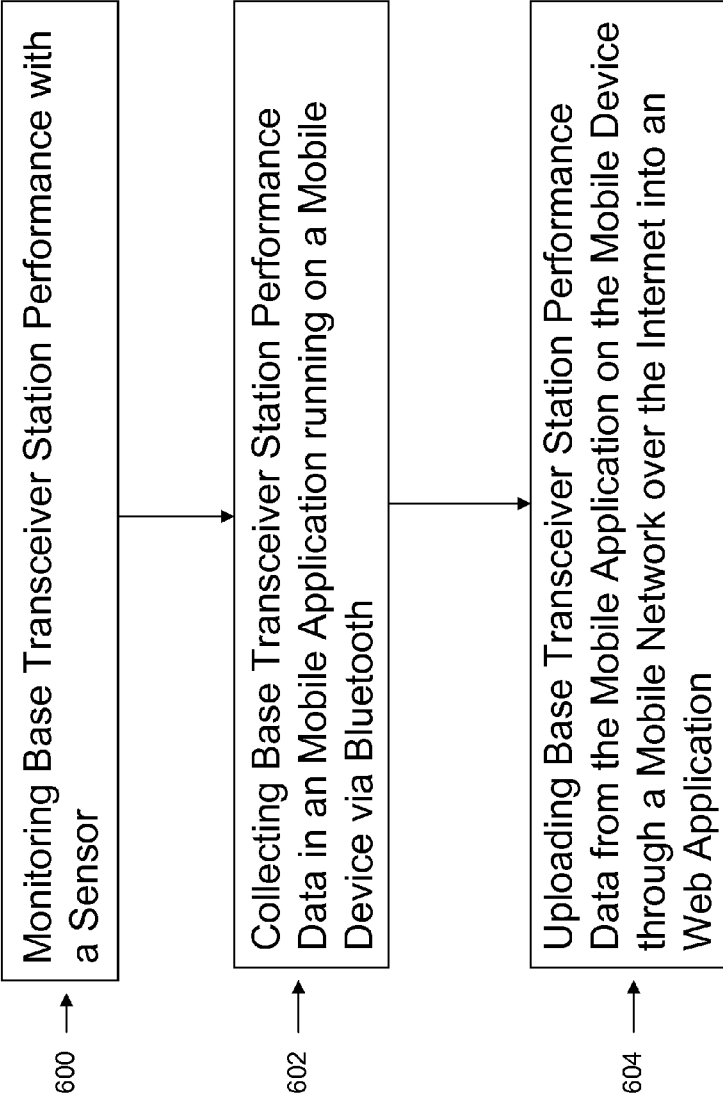 600
Monitoring Base Transceiver Station Performance with
a Sensor
602
Collecting Base Transceiver Station Performance
Data in an Mobile Application running on a Mobile
Device via Bluetooth
604
Uploading Base Transceiver Station Performance
Data from the Mobile Application on the Mobile Device
through a Mobile Network over the Internet into an
Web Application